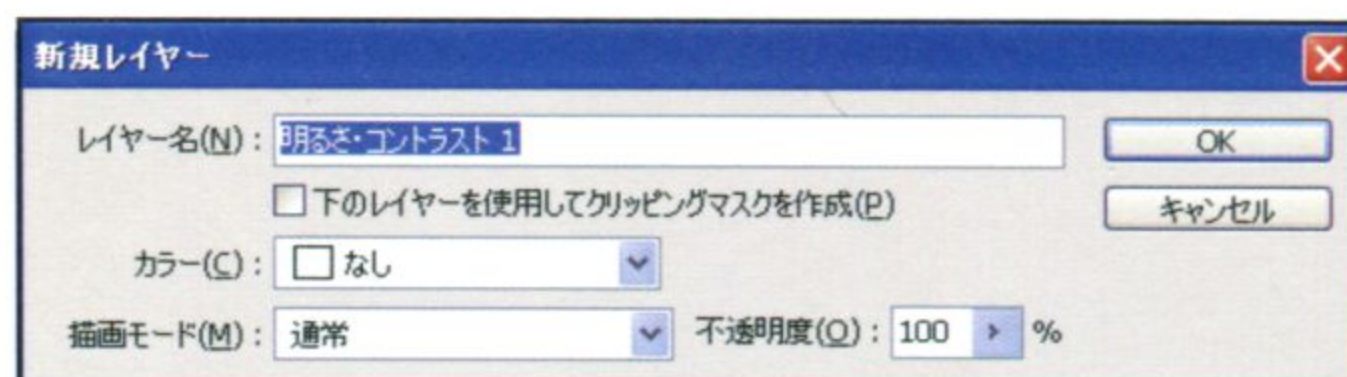 新規レイヤー
レイヤー名(N): 明るさ・コントラスト 1 OK
下のレイヤーを使用してクリッピングマスクを作成(P) キャンセル
カラー(C): なし
描画モード(M): 通常 不透明度(O): 100 %